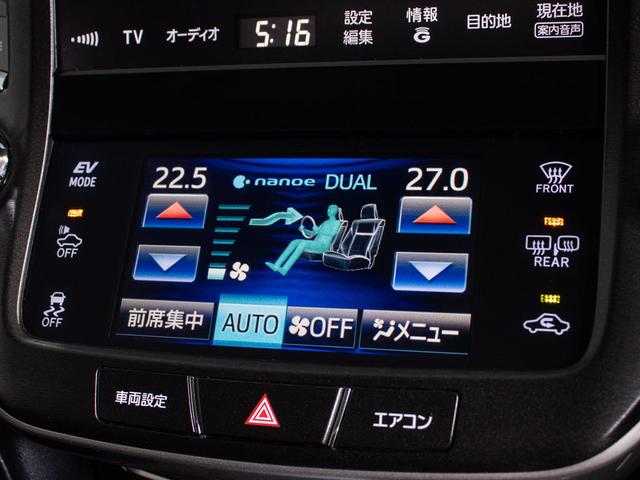 TV オーディオ 5:16 設定 編集 情報 G 目的地 現在地 案内音声
EV MODE
22.5 nanoe DUAL 27.0
FRONT
OFF
REAR
OFF
前席集中 AUTO OFF メニュー
車両設定 エアコン